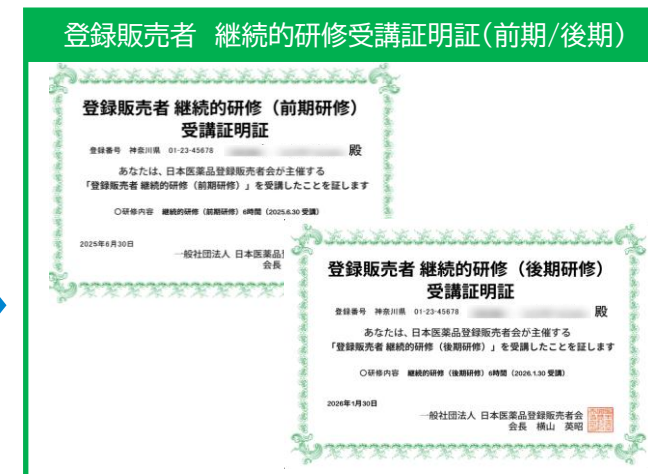 登録販売者 継続的研修受講証明証（前期/後期）
登録販売者 継続的研修（前期研修）
受講証明証
登録番号 神奈川県 01-23-45678 殿
あなたは、日本医薬品登録販売者会が主催する
「登録販売者 継続的研修（前期研修）」を受講したことを証します
〇研修内容 継続的研修（前期研修）6時間（2025.6.30 受講）
2025年6月30日
一般社団法人 日本医薬品
会長
登録販売者 継続的研修（後期研修）
受講証明証
登録番号 神奈川県 01-23-45678 殿
あなたは、日本医薬品登録販売者会が主催する
「登録販売者 継続的研修（後期研修）」を受講したことを証します
〇研修内容 継続的研修（後期研修）6時間（2026.1.30 受講）
2026年1月30日
一般社団法人 日本医薬品登録販売者会
会長 横山 英昭